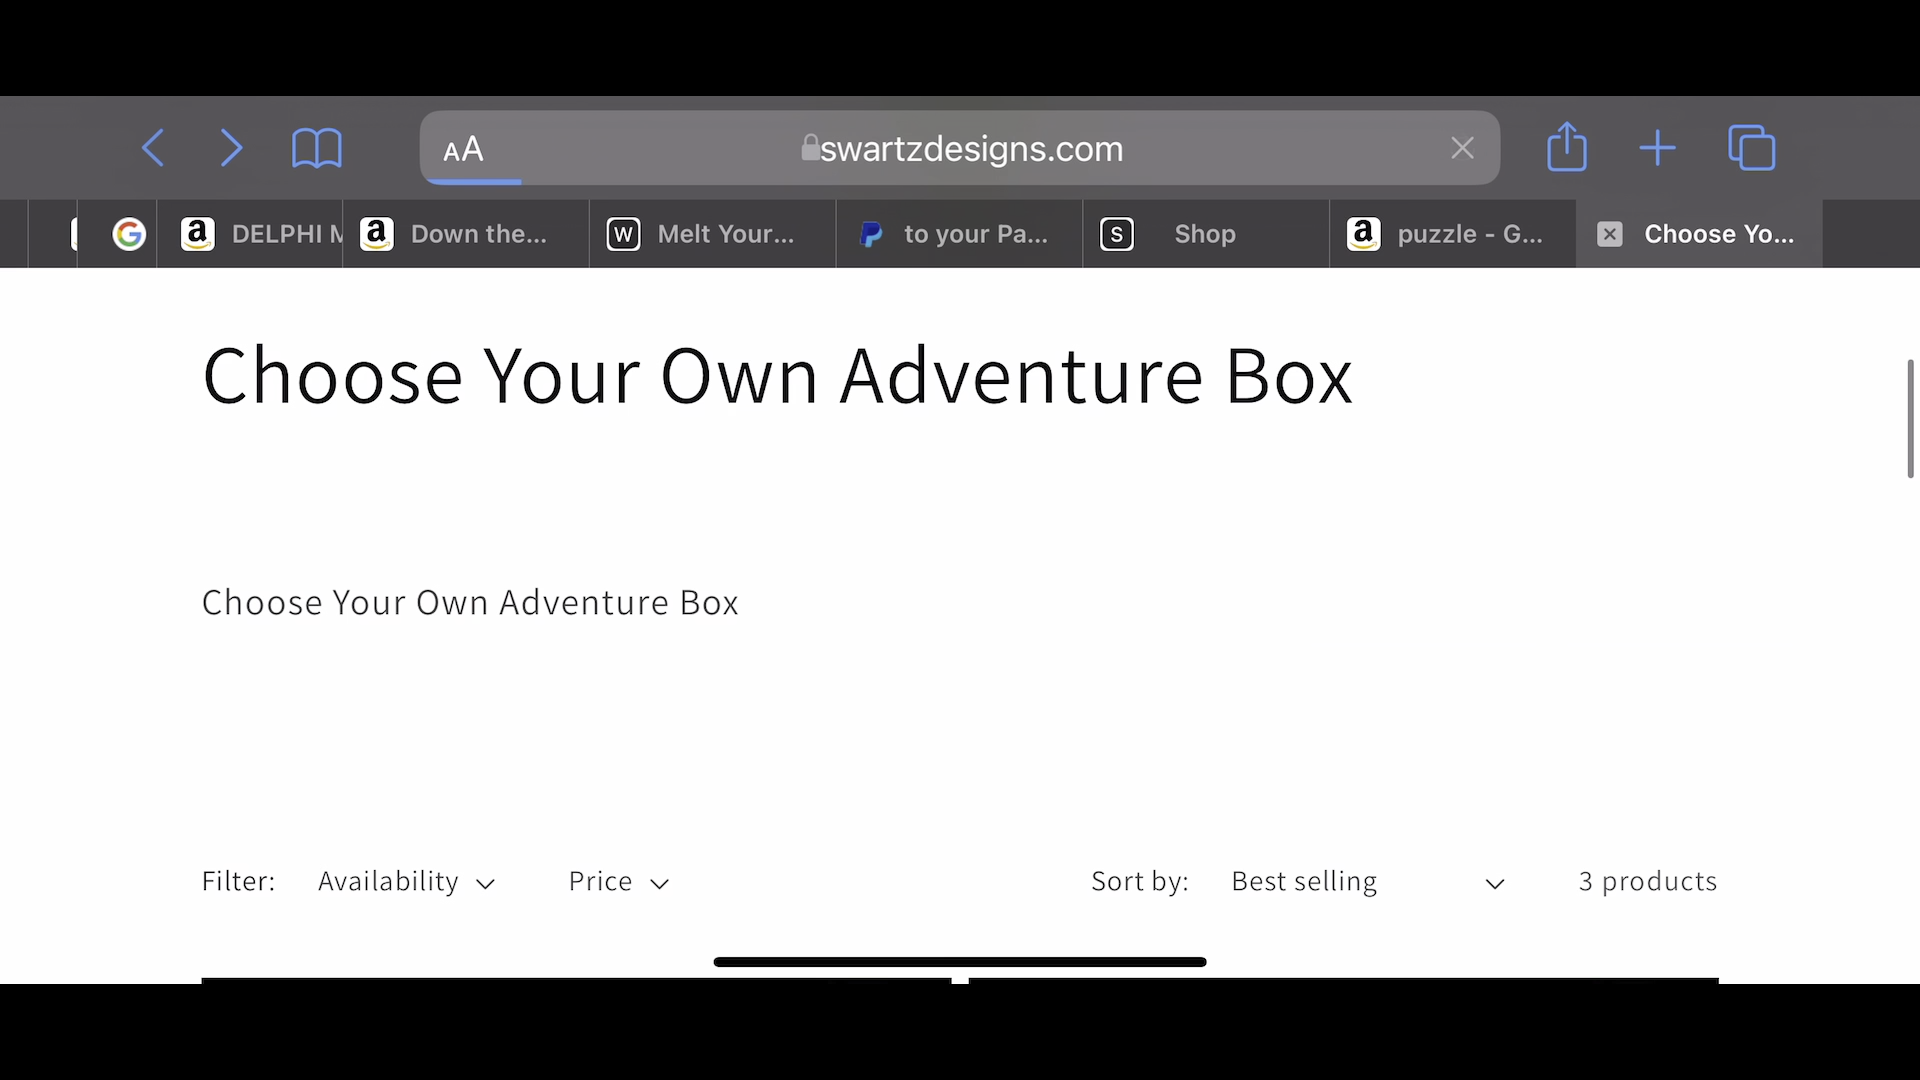 AA swartzdesigns.com
DELPHI M Down the... W Melt Your... to your Pa... S Shop a puzzle - G... Choose Yo...
Choose Your Own Adventure Box
Choose Your Own Adventure Box
Filter: Availability Price Sort by: Best selling 3 products